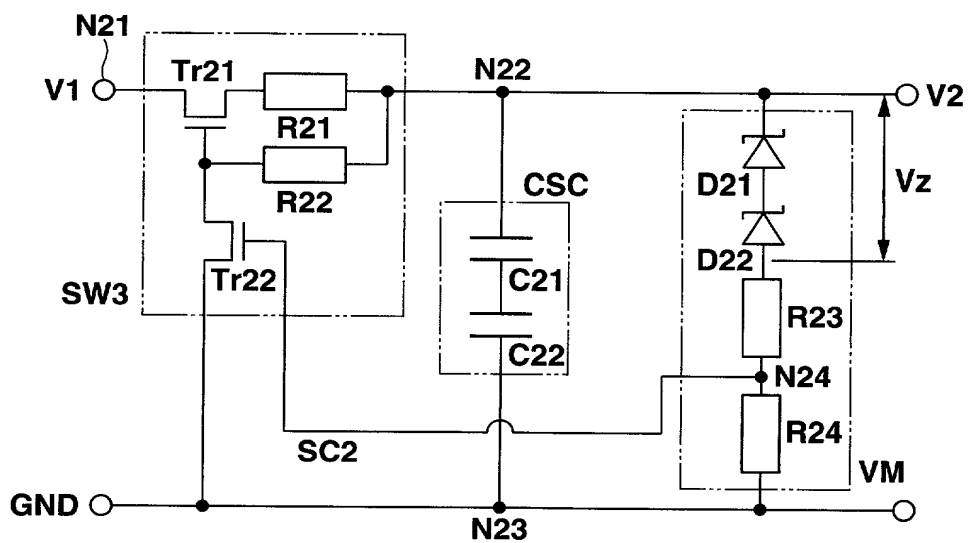 N21
V1
Tr21
R21
R22
N22
V2
CSC
D21
Vz
D22
C21
C22
Tr22
SW3
R23
N24
R24
SC2
VM
GND
N23